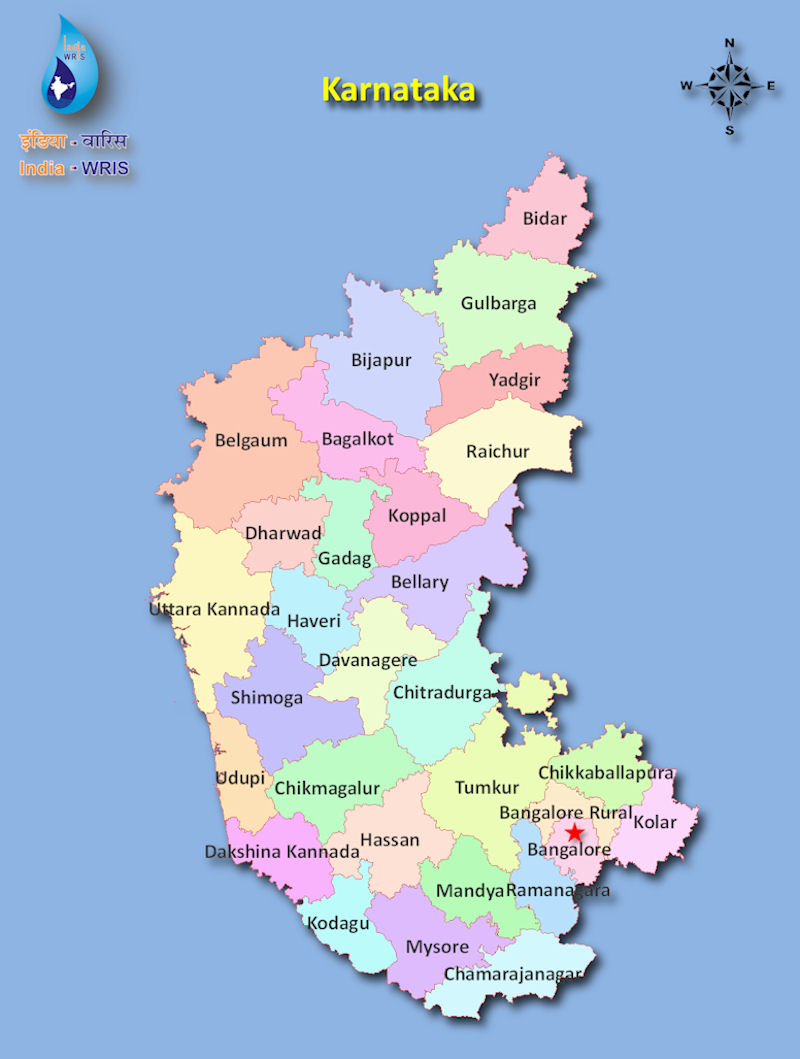 India
WRIS
इंडिया - वारिस
India - WRIS
Karnataka
N
W
E
S
Bidar
Gulbarga
Bijapur
Yadgir
Belgaum
Bagalkot
Raichur
Koppal
Dharwad
Gadag
Bellary
Uttara Kannada
Haveri
Davanagere
Shimoga
Chitradurga
Udupi
Chikmagalur
Tumkur
Chikkaballapura
Bangalore Rural
Kolar
Hassan
Bangalore
Dakshina Kannada
Mandya
Ramanagara
Kodagu
Mysore
Chamarajanagar